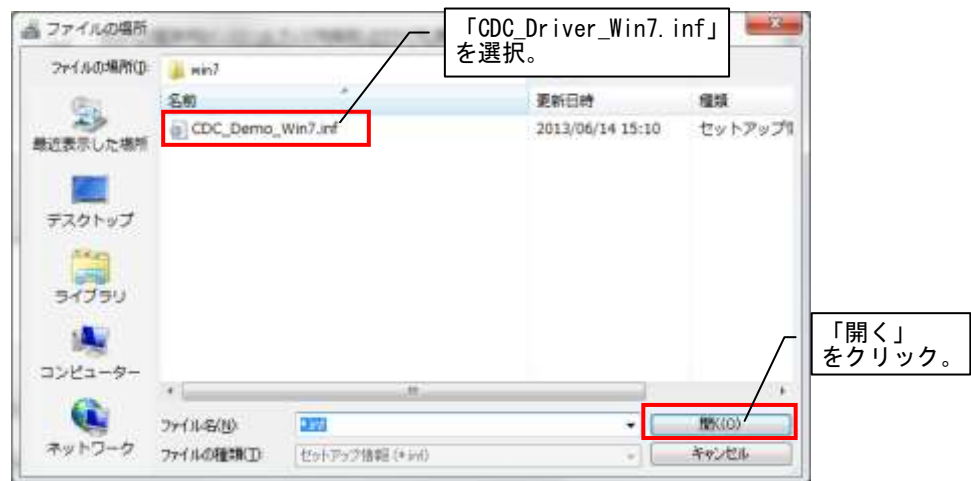 ファイルの場所
「CDC_Driver_Win7.inf」
を選択。
ファイルの場所(I):
win7
名前
更新日時
種類
CDC_Demo_Win7.inf
2013/06/14 15:10
セットアップ情
最近表示した場所
デスクトップ
ライブラリ
コンピューター
ネットワーク
「開く」
をクリック。
ファイル名(N):
*.inf
開く(O)
ファイルの種類(T):
セットアップ情報 (*.inf)
キャンセル